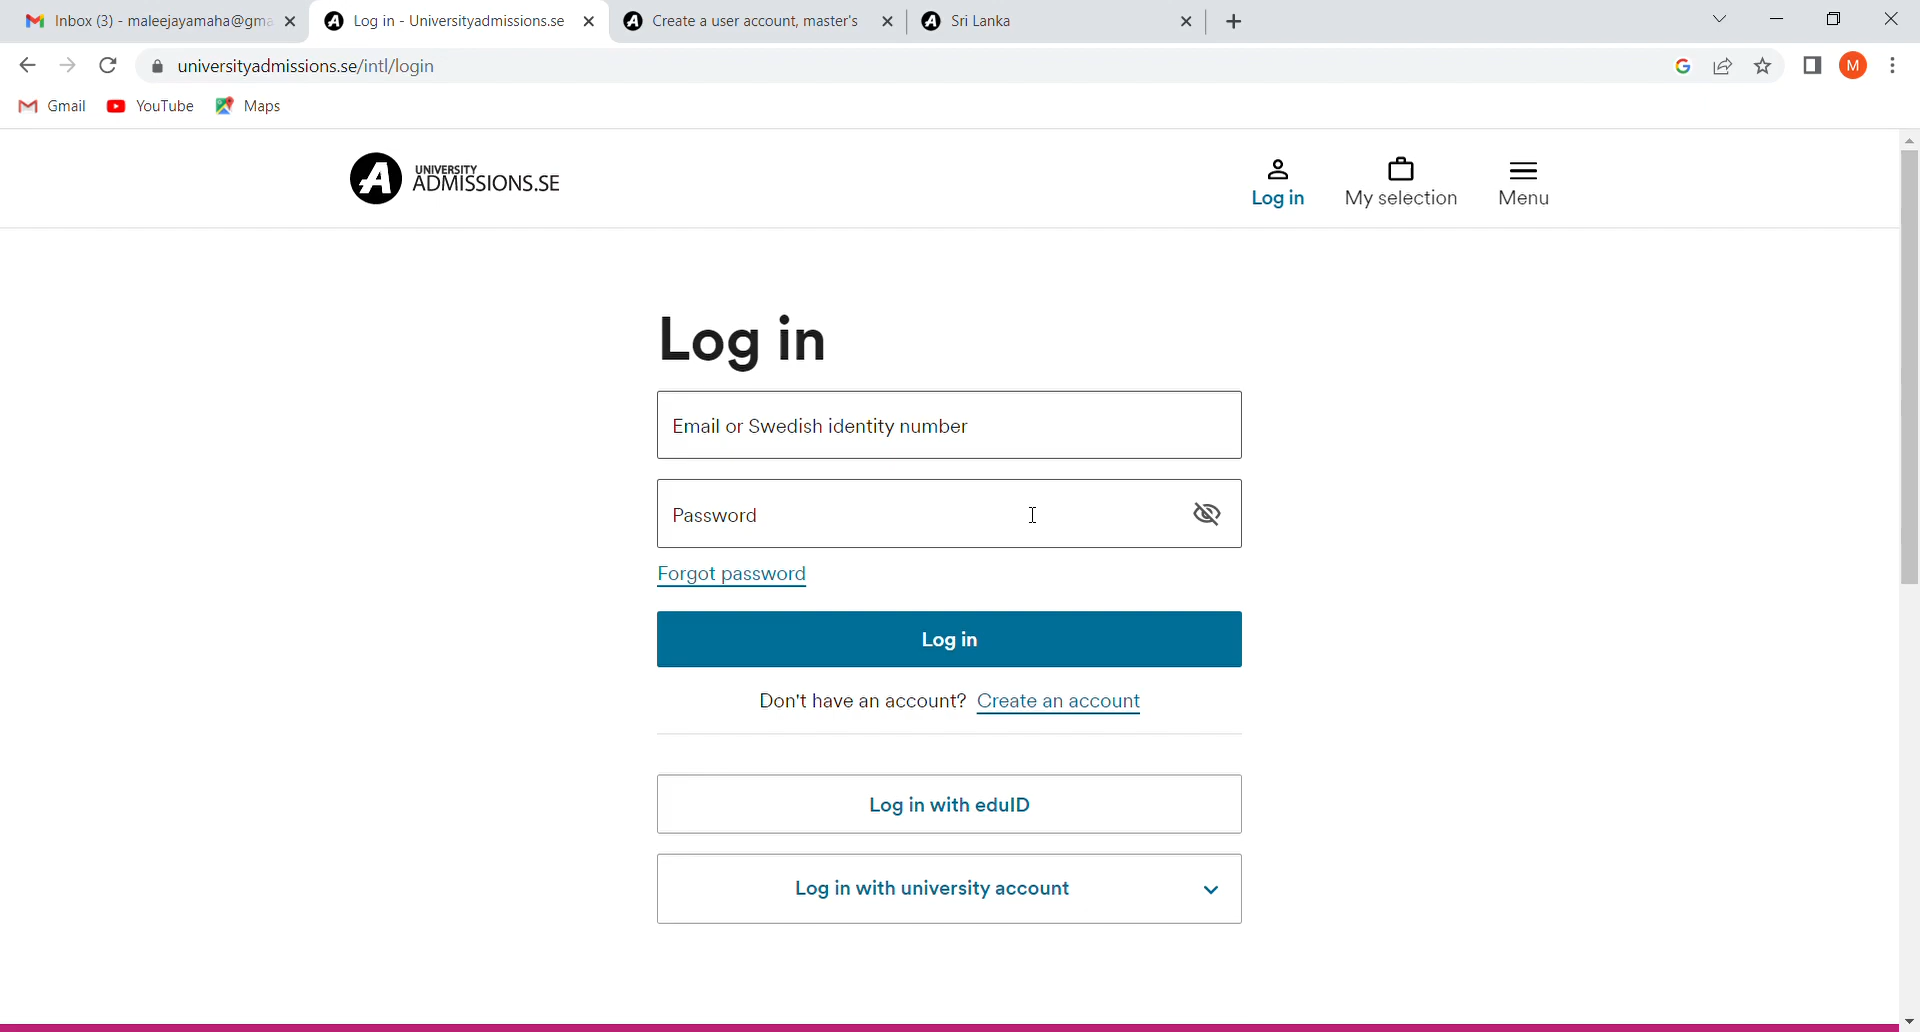 Inbox (3) - maleejayamaha@gma
Log in - Universityadmissions.se
Create a user account, master's
Sri Lanka
universityadmissions.se/intl/login
M
Gmail
YouTube
Maps
A UNIVERSITY
ADMISSIONS.SE
Log in
My selection
Menu
Log in
Email or Swedish identity number
Password
Forgot password
Log in
Don't have an account? Create an account
Log in with eduID
Log in with university account